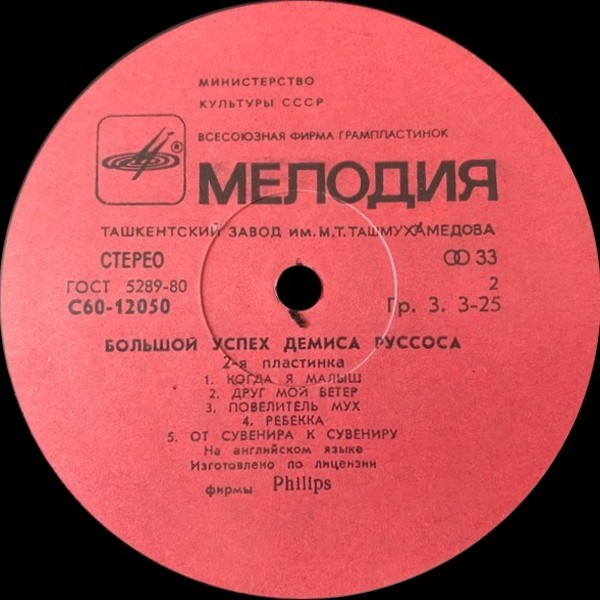 МИНИСТЕРСТВО
КУЛЬТУРЫ СССР
ВСЕСОЮЗНАЯ ФИРМА ГРАМПЛАСТИНОК
®
МЕЛОДИЯ
ТАШКЕНТСКИЙ ЗАВОД ИМ. М.Т. ТАШМУХАМЕДОВА
СТЕРЕО 33
ГОСТ 5289-80 2
С60-12050 Гр. 3. 3-25
БОЛЬШОЙ УСПЕХ ДЕМИСА РУССОСА
2-я пластинка
1. КОГДА Я МАЛЫШ
2. ДРУГ МОЙ ВЕТЕР
3. ПОВЕЛИТЕЛЬ МУХ
4. РЕБЕККА
5. ОТ СУВЕНИРА К СУВЕНИРУ
На английском языке
Изготовлено по лицензии
фирмы Philips